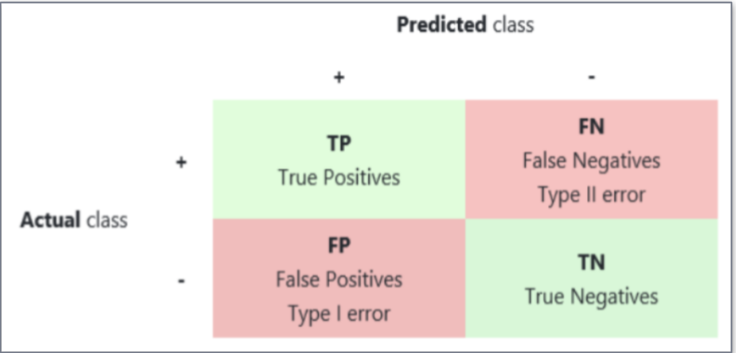 Predicted class
+ -
TP
True Positives
FN
False Negatives
Type II error
+
Actual class
-
FP
False Positives
Type I error
TN
True Negatives